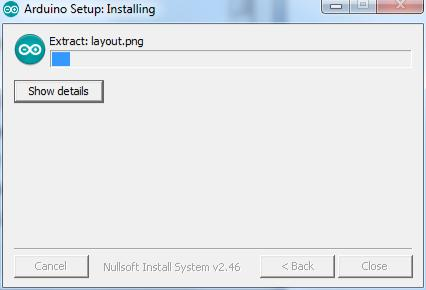 Arduino Setup: Installing
Extract: layout.png
Show details
Cancel
Nullsoft Install System v2.46
< Back
Close